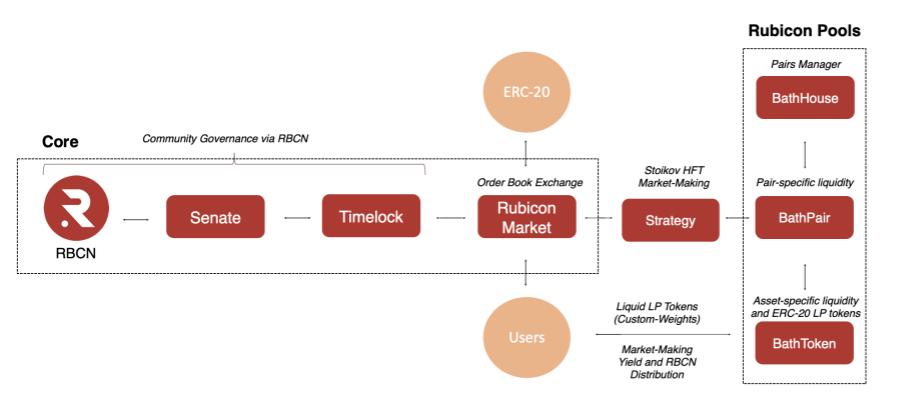 Rubicon Pools
Pairs Manager
BathHouse
ERC-20
Core
Community Governance via RBCN
Order Book Exchange
Stoikov HFT
Market-Making
Pair-specific liquidity
RBCN
Senate
Timelock
Rubicon
Market
Strategy
BathPair
Users
Liquid LP Tokens
(Custom-Weights)
Market-Making
Yield and RBCN
Distribution
Asset-specific liquidity
and ERC-20 LP tokens
BathToken